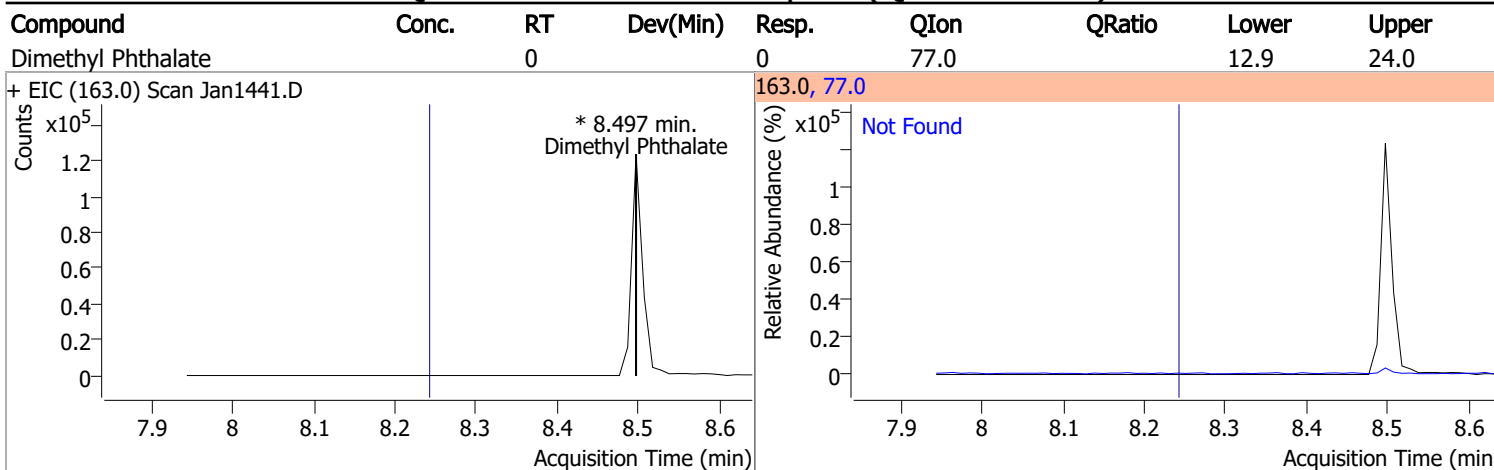 Compound Conc. RT Dev(Min) Resp. QIon QRatio Lower Upper
Dimethyl Phthalate 0 0 77.0 12.9 24.0
+ EIC (163.0) Scan Jan1441.D
Counts
x10^5
* 8.497 min.
Dimethyl Phthalate
1.2
1
0.8
0.6
0.4
0.2
0
7.9 8 8.1 8.2 8.3 8.4 8.5 8.6
Acquisition Time (min)
163.0, 77.0
Relative Abundance (%)
x10^5
Not Found
1
0.8
0.6
0.4
0.2
0
7.9 8 8.1 8.2 8.3 8.4 8.5 8.6
Acquisition Time (min